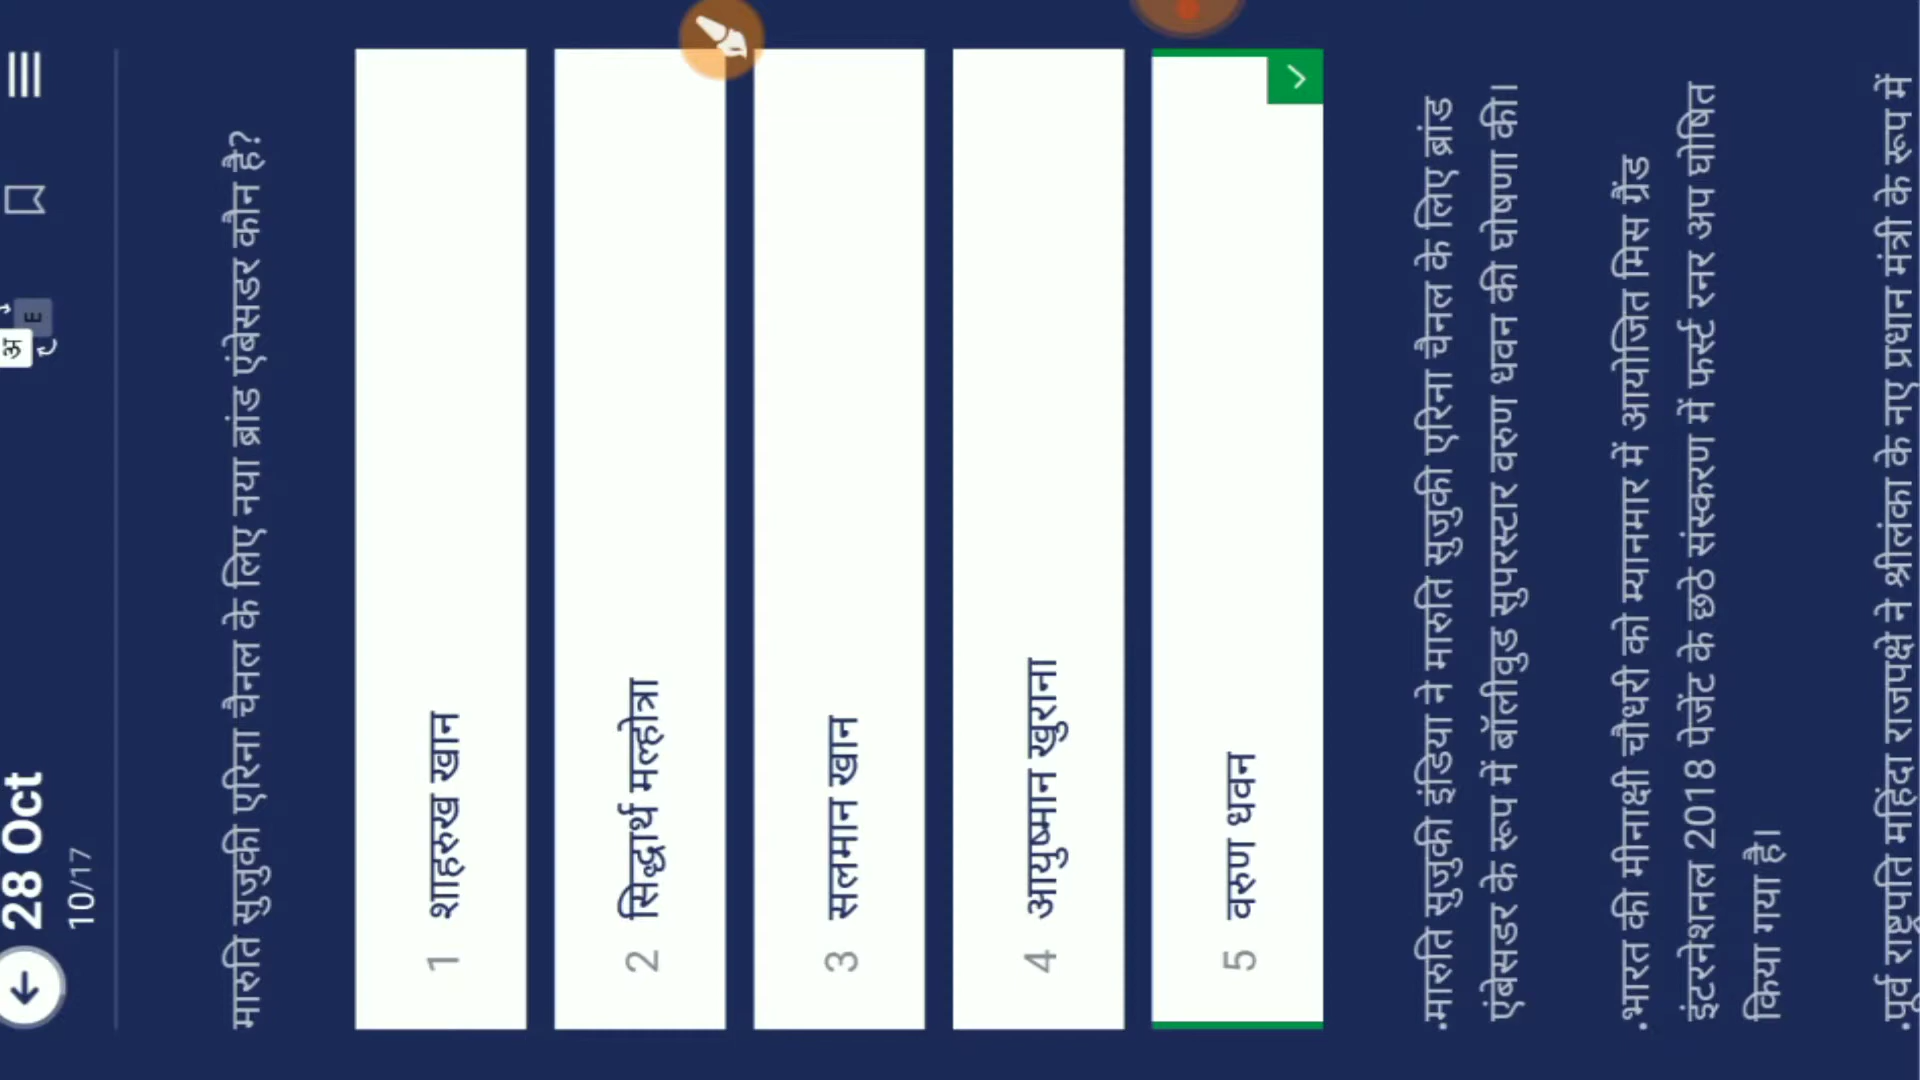 28 Oct
10/17
अ
E
मारुति सुजुकी एरिना चैनल के लिए नया ब्रांड एंबेसडर कौन है?
1 शाहरुख खान
2 सिद्धार्थ मल्होत्रा
3 सलमान खान
4 आयुष्मान खुराना
5 वरुण धवन
•मारुति सुजुकी इंडिया ने मारुति सुजुकी एरिना चैनल के लिए ब्रांड
एंबेसडर के रूप में बॉलीवुड सुपरस्टार वरुण धवन की घोषणा की।
•भारत की मीनाक्षी चौधरी को म्यानमार में आयोजित मिस ग्रैंड
इंटरनेशनल 2018 पेजेंट के छठे संस्करण में फर्स्ट रनर अप घोषित
किया गया है।
•पूर्व राष्ट्रपति महिंदा राजपक्षे ने श्रीलंका के नए प्रधान मंत्री के रूप में